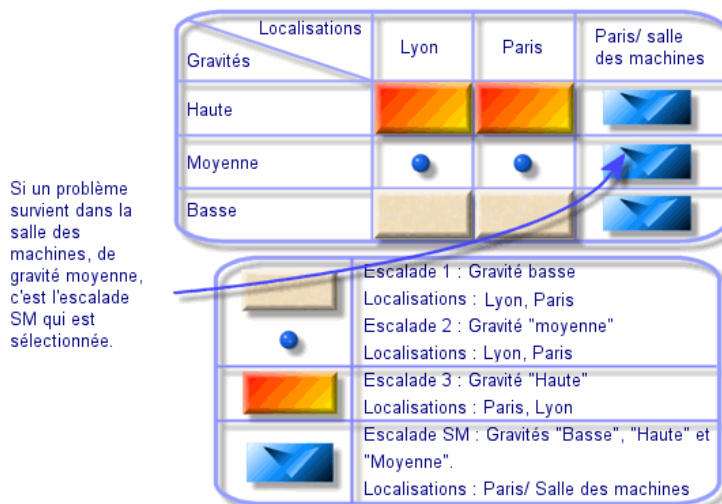 Localisations
Gravités
Lyon
Paris
Paris/ salle
des machines
Haute
Moyenne
Basse
Si un problème
survient dans la
salle des
machines, de
gravité moyenne,
c'est l'escalade
SM qui est
sélectionnée.
Escalade 1 : Gravité basse
Localisations : Lyon, Paris
Escalade 2 : Gravité "moyenne"
Localisations : Lyon, Paris
Escalade 3 : Gravité "Haute"
Localisations : Paris, Lyon
Escalade SM : Gravités "Basse", "Haute" et
"Moyenne".
Localisations : Paris/ Salle des machines